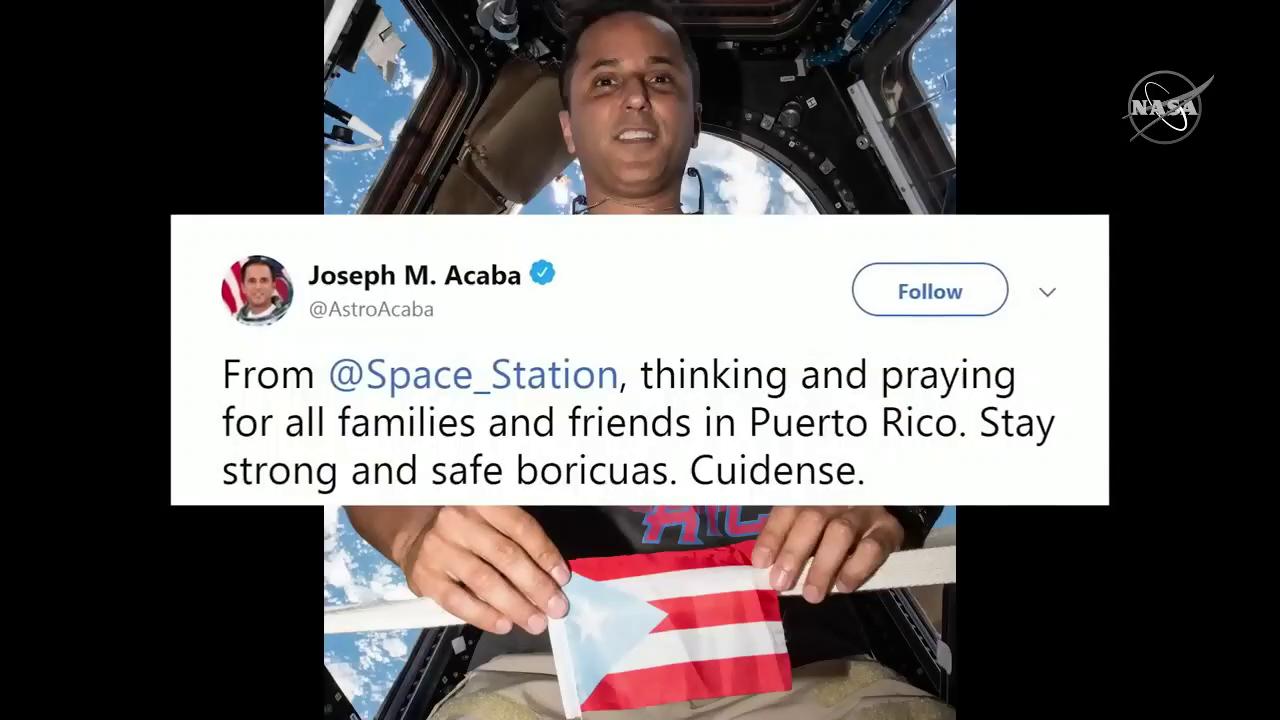 NASA
Joseph M. Acaba
@AstroAcaba
Follow
From @Space_Station, thinking and praying
for all families and friends in Puerto Rico. Stay
strong and safe boricuas. Cuidense.